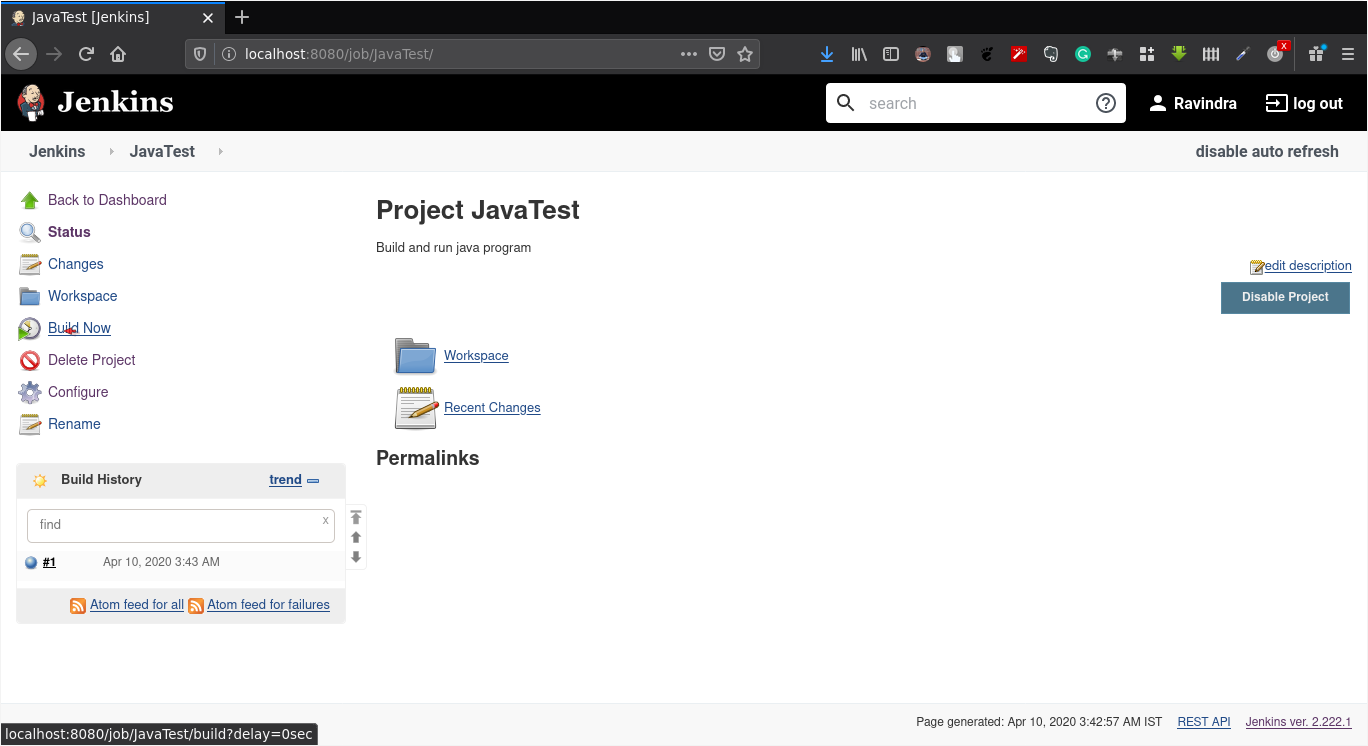 JavaTest [Jenkins]
localhost:8080/job/JavaTest/
x
Jenkins
search
Ravindra
log out
Jenkins
JavaTest
disable auto refresh
Back to Dashboard
Status
Changes
Workspace
Build Now
Delete Project
Configure
Rename
Project JavaTest
Build and run java program
edit description
Disable Project
Workspace
Recent Changes
Permalinks
Build History
trend
find
x
#1 Apr 10, 2020 3:43 AM
Atom feed for all Atom feed for failures
Page generated: Apr 10, 2020 3:42:57 AM IST REST API Jenkins ver. 2.222.1
localhost:8080/job/JavaTest/build?delay=0sec